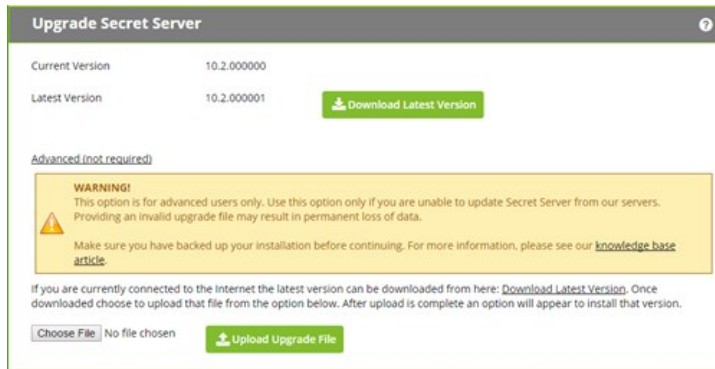 Upgrade Secret Server
Current Version 10.2.000000
Latest Version 10.2.000001 Download Latest Version
Advanced (not required)
WARNING!
This option is for advanced users only. Use this option only if you are unable to update Secret Server from our servers.
Providing an invalid upgrade file may result in permanent loss of data.
Make sure you have backed up your installation before continuing. For more information, please see our knowledge base
article.
If you are currently connected to the Internet the latest version can be downloaded from here: Download Latest Version. Once
downloaded choose to upload that file from the option below. After upload is complete an option will appear to install that version.
Choose File No file chosen Upload Upgrade File